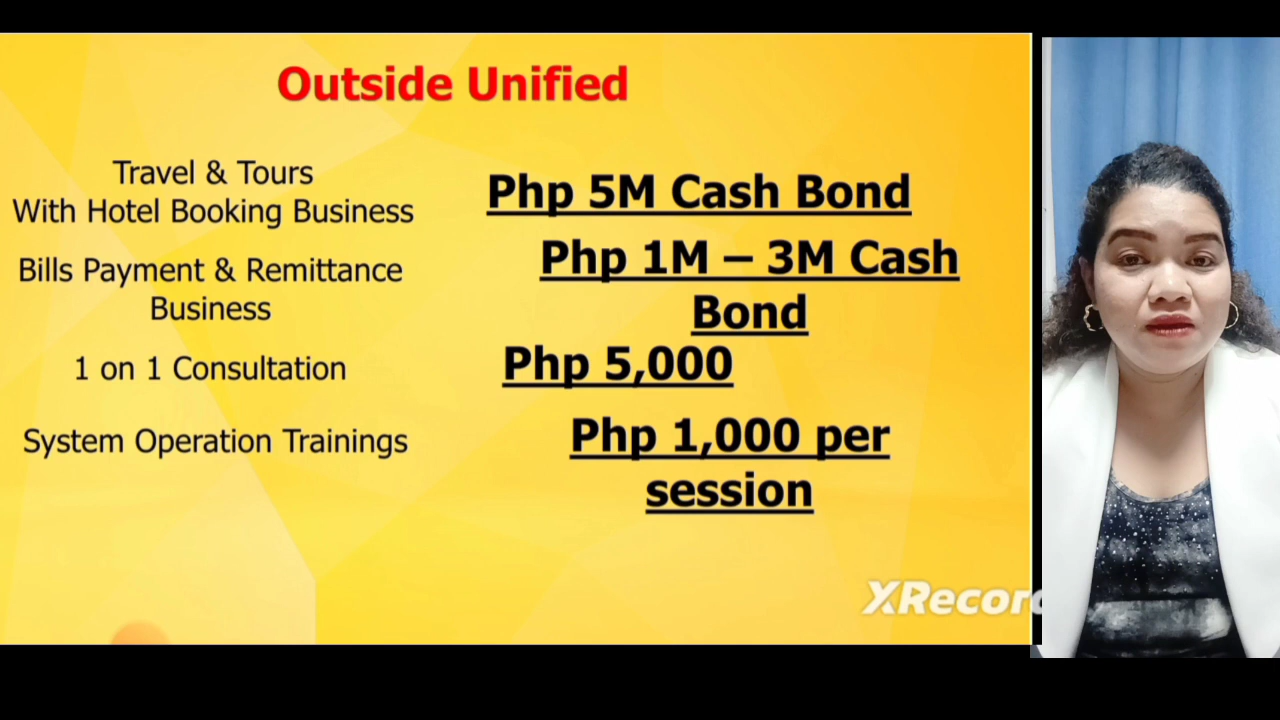 Outside Unified
Travel & Tours
With Hotel Booking Business
Php 5M Cash Bond
Bills Payment & Remittance
Business
Php 1M – 3M Cash
Bond
1 on 1 Consultation
Php 5,000
System Operation Trainings
Php 1,000 per
session
XRecor